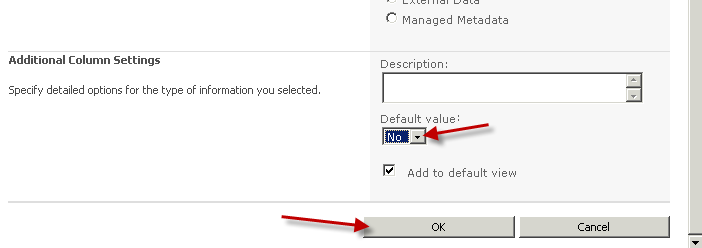 External Data
Managed Metadata
Additional Column Settings
Specify detailed options for the type of information you selected.
Description:
Default value:
No
Add to default view
OK
Cancel